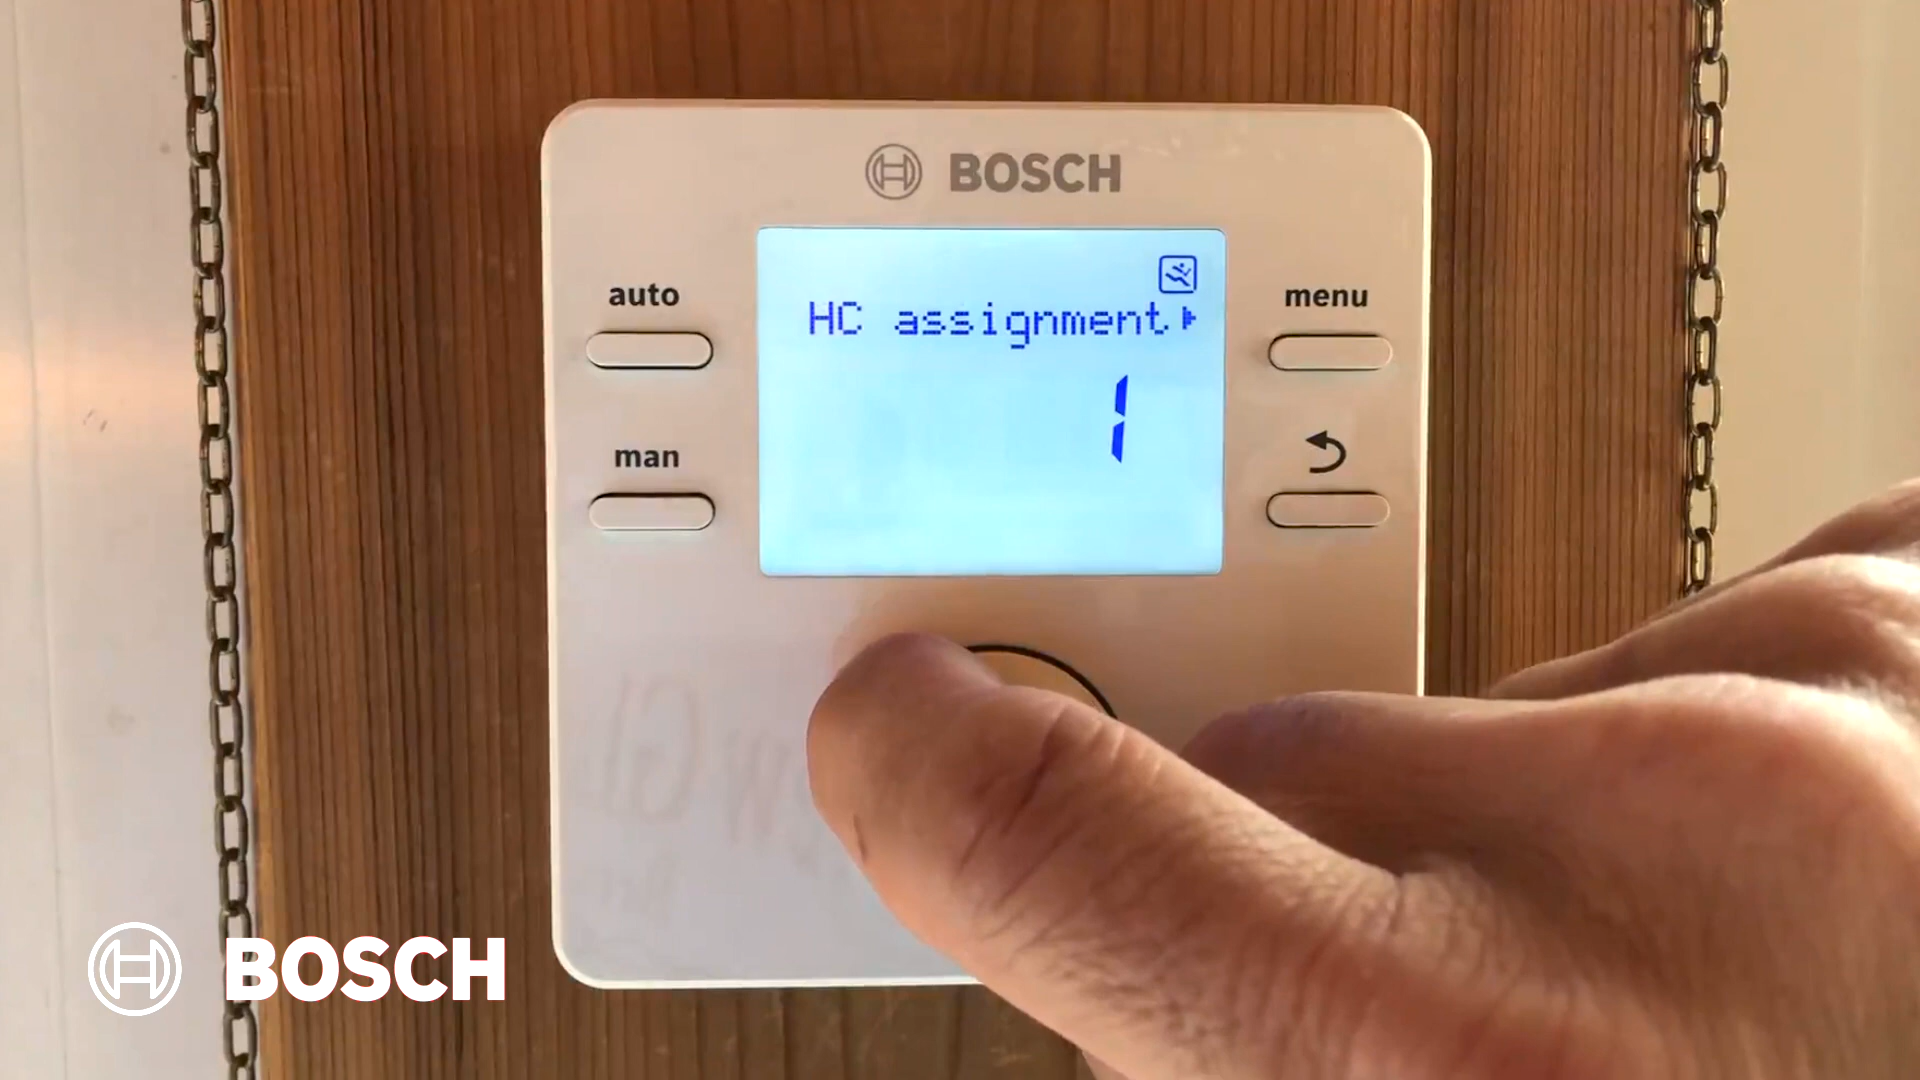 BOSCH
auto
menu
HC assignment
1
man
BOSCH